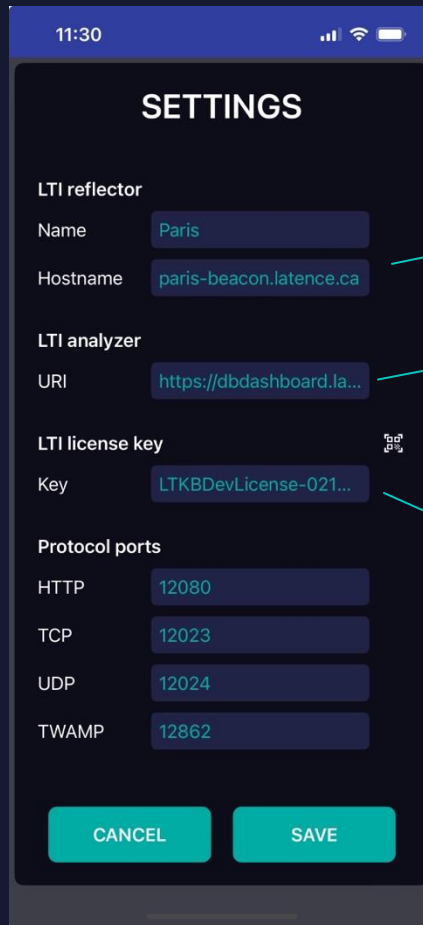 11:30
SETTINGS
LTI reflector
Name Paris
Hostname paris-beacon.latence.ca
LTI analyzer
URI https://dbdashboard.la...
LTI license key
Key LTKBDevLicense-021...
Protocol ports
HTTP 12080
TCP 12023
UDP 12024
TWAMP 12862
CANCEL SAVE